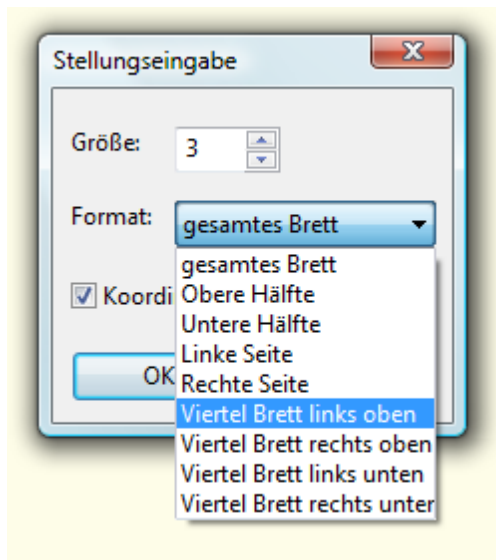 Stellungseingabe
Größe: 3
Format: gesamtes Brett
gesamtes Brett
Koordi Obere Hälfte
Untere Hälfte
Linke Seite
OK Rechte Seite
Viertel Brett links oben
Viertel Brett rechts oben
Viertel Brett links unten
Viertel Brett rechts unter